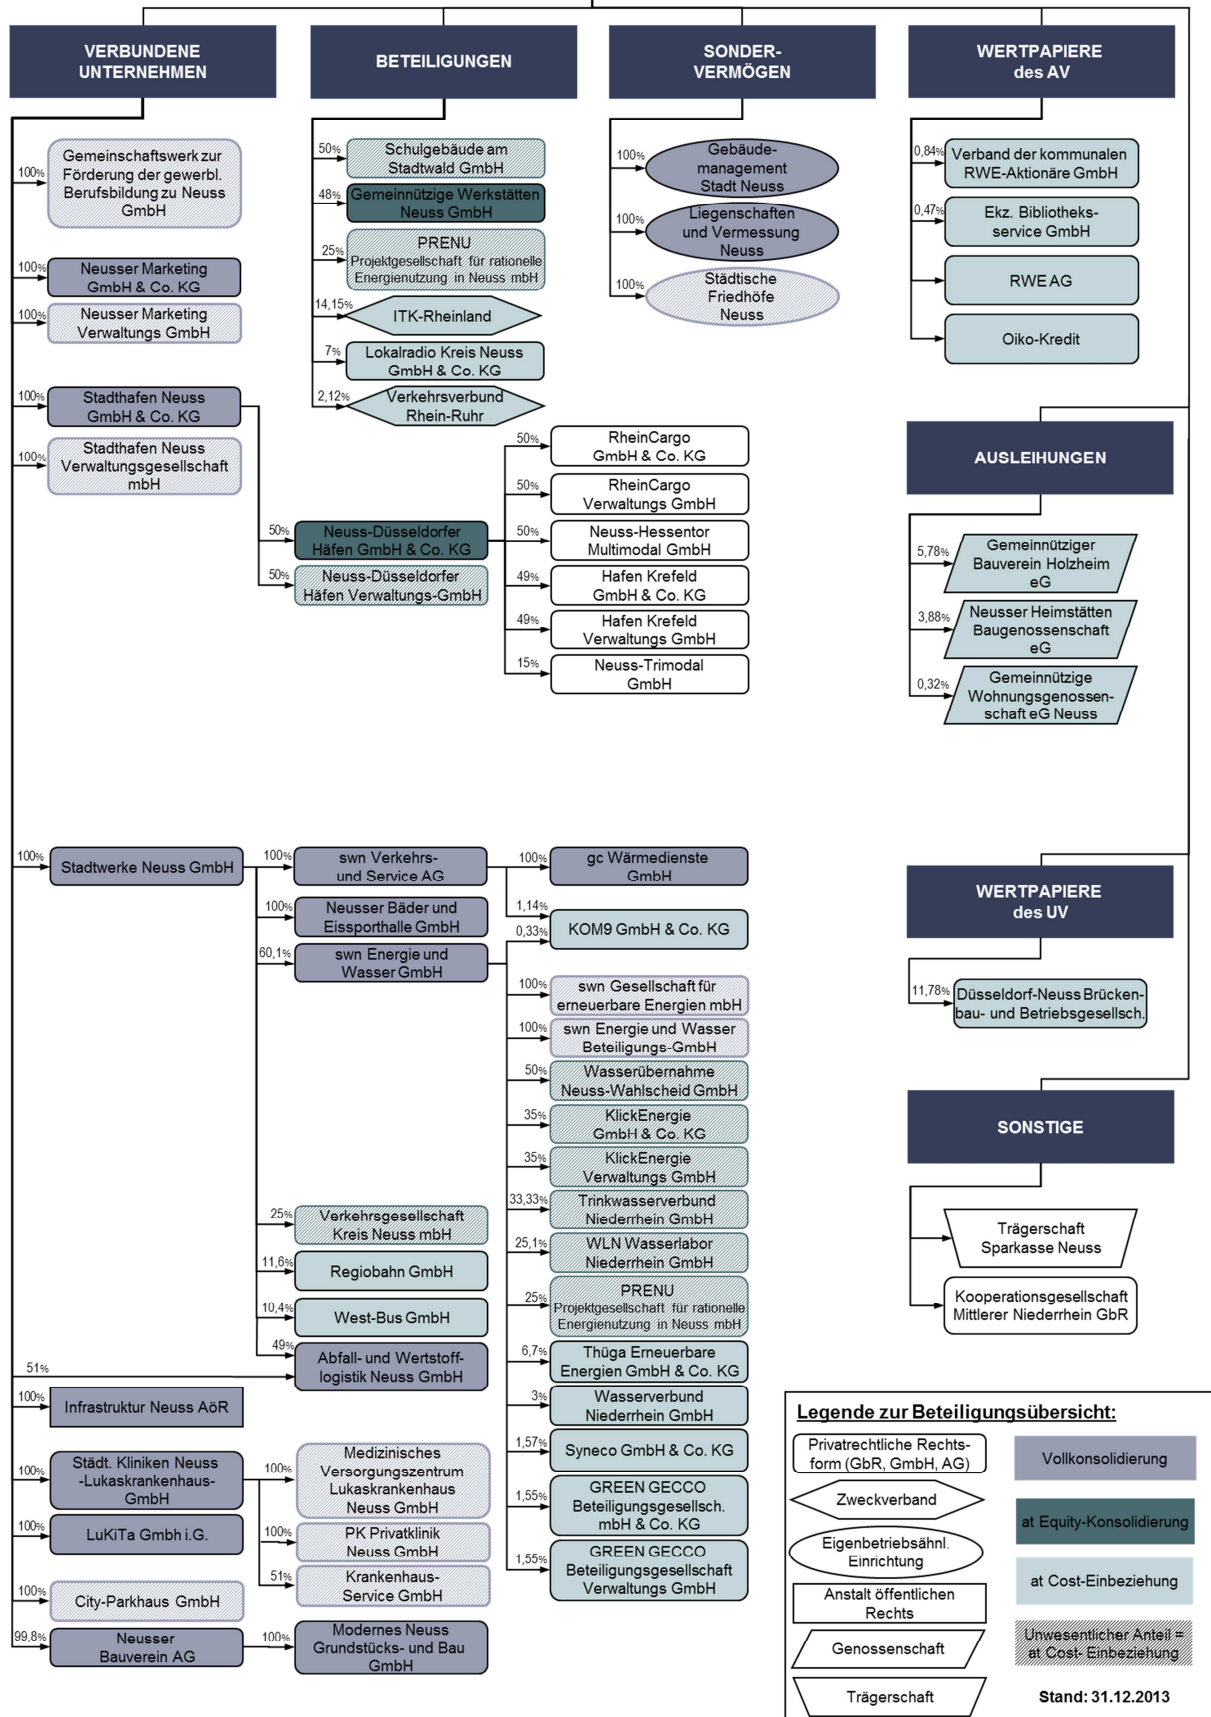 VERBUNDENE
UNTERNEHMEN
100%
Gemeinschaftswerk zur
Förderung der gewerbl.
Berufsbildung zu Neuss
GmbH
100%
Neusser Marketing
GmbH & Co. KG
100%
Neusser Marketing
Verwaltungs GmbH
100%
Stadthafen Neuss
GmbH & Co. KG
100%
Stadthafen Neuss
Verwaltungsgesellschaft
mbH
50%
Neuss-Düsseldorfer
Häfen GmbH & Co. KG
50%
Neuss-Düsseldorfer
Häfen Verwaltungs-GmbH
50%
RheinCargo
GmbH & Co. KG
50%
RheinCargo
Verwaltungs GmbH
50%
Neuss-Hessentor
Multimodal GmbH
49%
Hafen Krefeld
GmbH & Co. KG
49%
Hafen Krefeld
Verwaltungs GmbH
15%
Neuss-Trimodal
GmbH
BETEILIGUNGEN
50%
Schulgebäude am
Stadtwald GmbH
48%
Gemeinnützige Werkstätten
Neuss GmbH
25%
PRENU
Projektgesellschaft für rationelle
Energienutzung in Neuss mbH
14,15%
ITK-Rheinland
7%
Lokalradio Kreis Neuss
GmbH & Co. KG
2,12%
Verkehrsverbund
Rhein-Ruhr
SONDER-
VERMÖGEN
100%
Gebäude-
management
Stadt Neuss
100%
Liegenschaften
und Vermessung
Neuss
100%
Städtische
Friedhöfe
Neuss
WERTPAPIERE
des AV
0,84%
Verband der kommunalen
RWE-Aktionäre GmbH
0,47%
Ekz. Bibliotheks-
service GmbH
RWE AG
Oiko-Kredit
AUSLEIHUNGEN
5,78%
Gemeinnütziger
Bauverein Holzheim
eG
3,88%
Neusser Heimstätten
Baugenossenschaft
eG
0,32%
Gemeinnützige
Wohnungsgenossen-
schaft eG Neuss
100%
Stadtwerke Neuss GmbH
100%
swn Verkehrs-
und Service AG
100%
gc Wärmedienste
GmbH
1,14%
0,33%
KOM9 GmbH & Co. KG
100%
Neusser Bäder und
Eissporthalle GmbH
60,1%
swn Energie und
Wasser GmbH
100%
swn Gesellschaft für
erneuerbare Energien mbH
100%
swn Energie und Wasser
Beteiligungs-GmbH
50%
Wasserübernahme
Neuss-Wahlscheid GmbH
35%
KlickEnergie
GmbH & Co. KG
35%
KlickEnergie
Verwaltungs GmbH
33,33%
Trinkwasserverbund
Niederrhein GmbH
25,1%
WLN Wasserlabor
Niederrhein GmbH
25%
PRENU
Projektgesellschaft für rationelle
Energienutzung in Neuss mbH
6,7%
Thüga Erneuerbare
Energien GmbH & Co. KG
3%
Wasserverbund
Niederrhein GmbH
1,57%
Syneco GmbH & Co. KG
1,55%
GREEN GECCO
Beteiligungsgesellsch.
mbH & Co. KG
1,55%
GREEN GECCO
Beteiligungsgesellschaft
Verwaltungs GmbH
25%
Verkehrsgesellschaft
Kreis Neuss mbH
11,6%
Regiobahn GmbH
10,4%
West-Bus GmbH
49%
Abfall- und Wertstoff-
logistik Neuss GmbH
51%
100%
Infrastruktur Neuss AöR
100%
Städt. Kliniken Neuss
-Lukaskrankenhaus-
GmbH
100%
Medizinisches
Versorgungszentrum
Lukaskrankenhaus
Neuss GmbH
100%
PK Privatklinik
Neuss GmbH
51%
Krankenhaus-
Service GmbH
100%
LuKiTa Gmbh i.G.
100%
City-Parkhaus GmbH
99,8%
Neusser
Bauverein AG
100%
Modernes Neuss
Grundstücks- und Bau
GmbH
WERTPAPIERE
des UV
11,78%
Düsseldorf-Neuss Brücken-
bau- und Betriebsgesellsch.
SONSTIGE
Trägerschaft
Sparkasse Neuss
Kooperationsgesellschaft
Mittlerer Niederrhein GbR
Legende zur Beteiligungsübersicht:
Privatrechtliche Rechts-
form (GbR, GmbH, AG)
Zweckverband
Eigenbetriebsähnl.
Einrichtung
Anstalt öffentlichen
Rechts
Genossenschaft
Trägerschaft
Vollkonsolidierung
at Equity-Konsolidierung
at Cost-Einbeziehung
Unwesentlicher Anteil =
at Cost- Einbeziehung
Stand: 31.12.2013